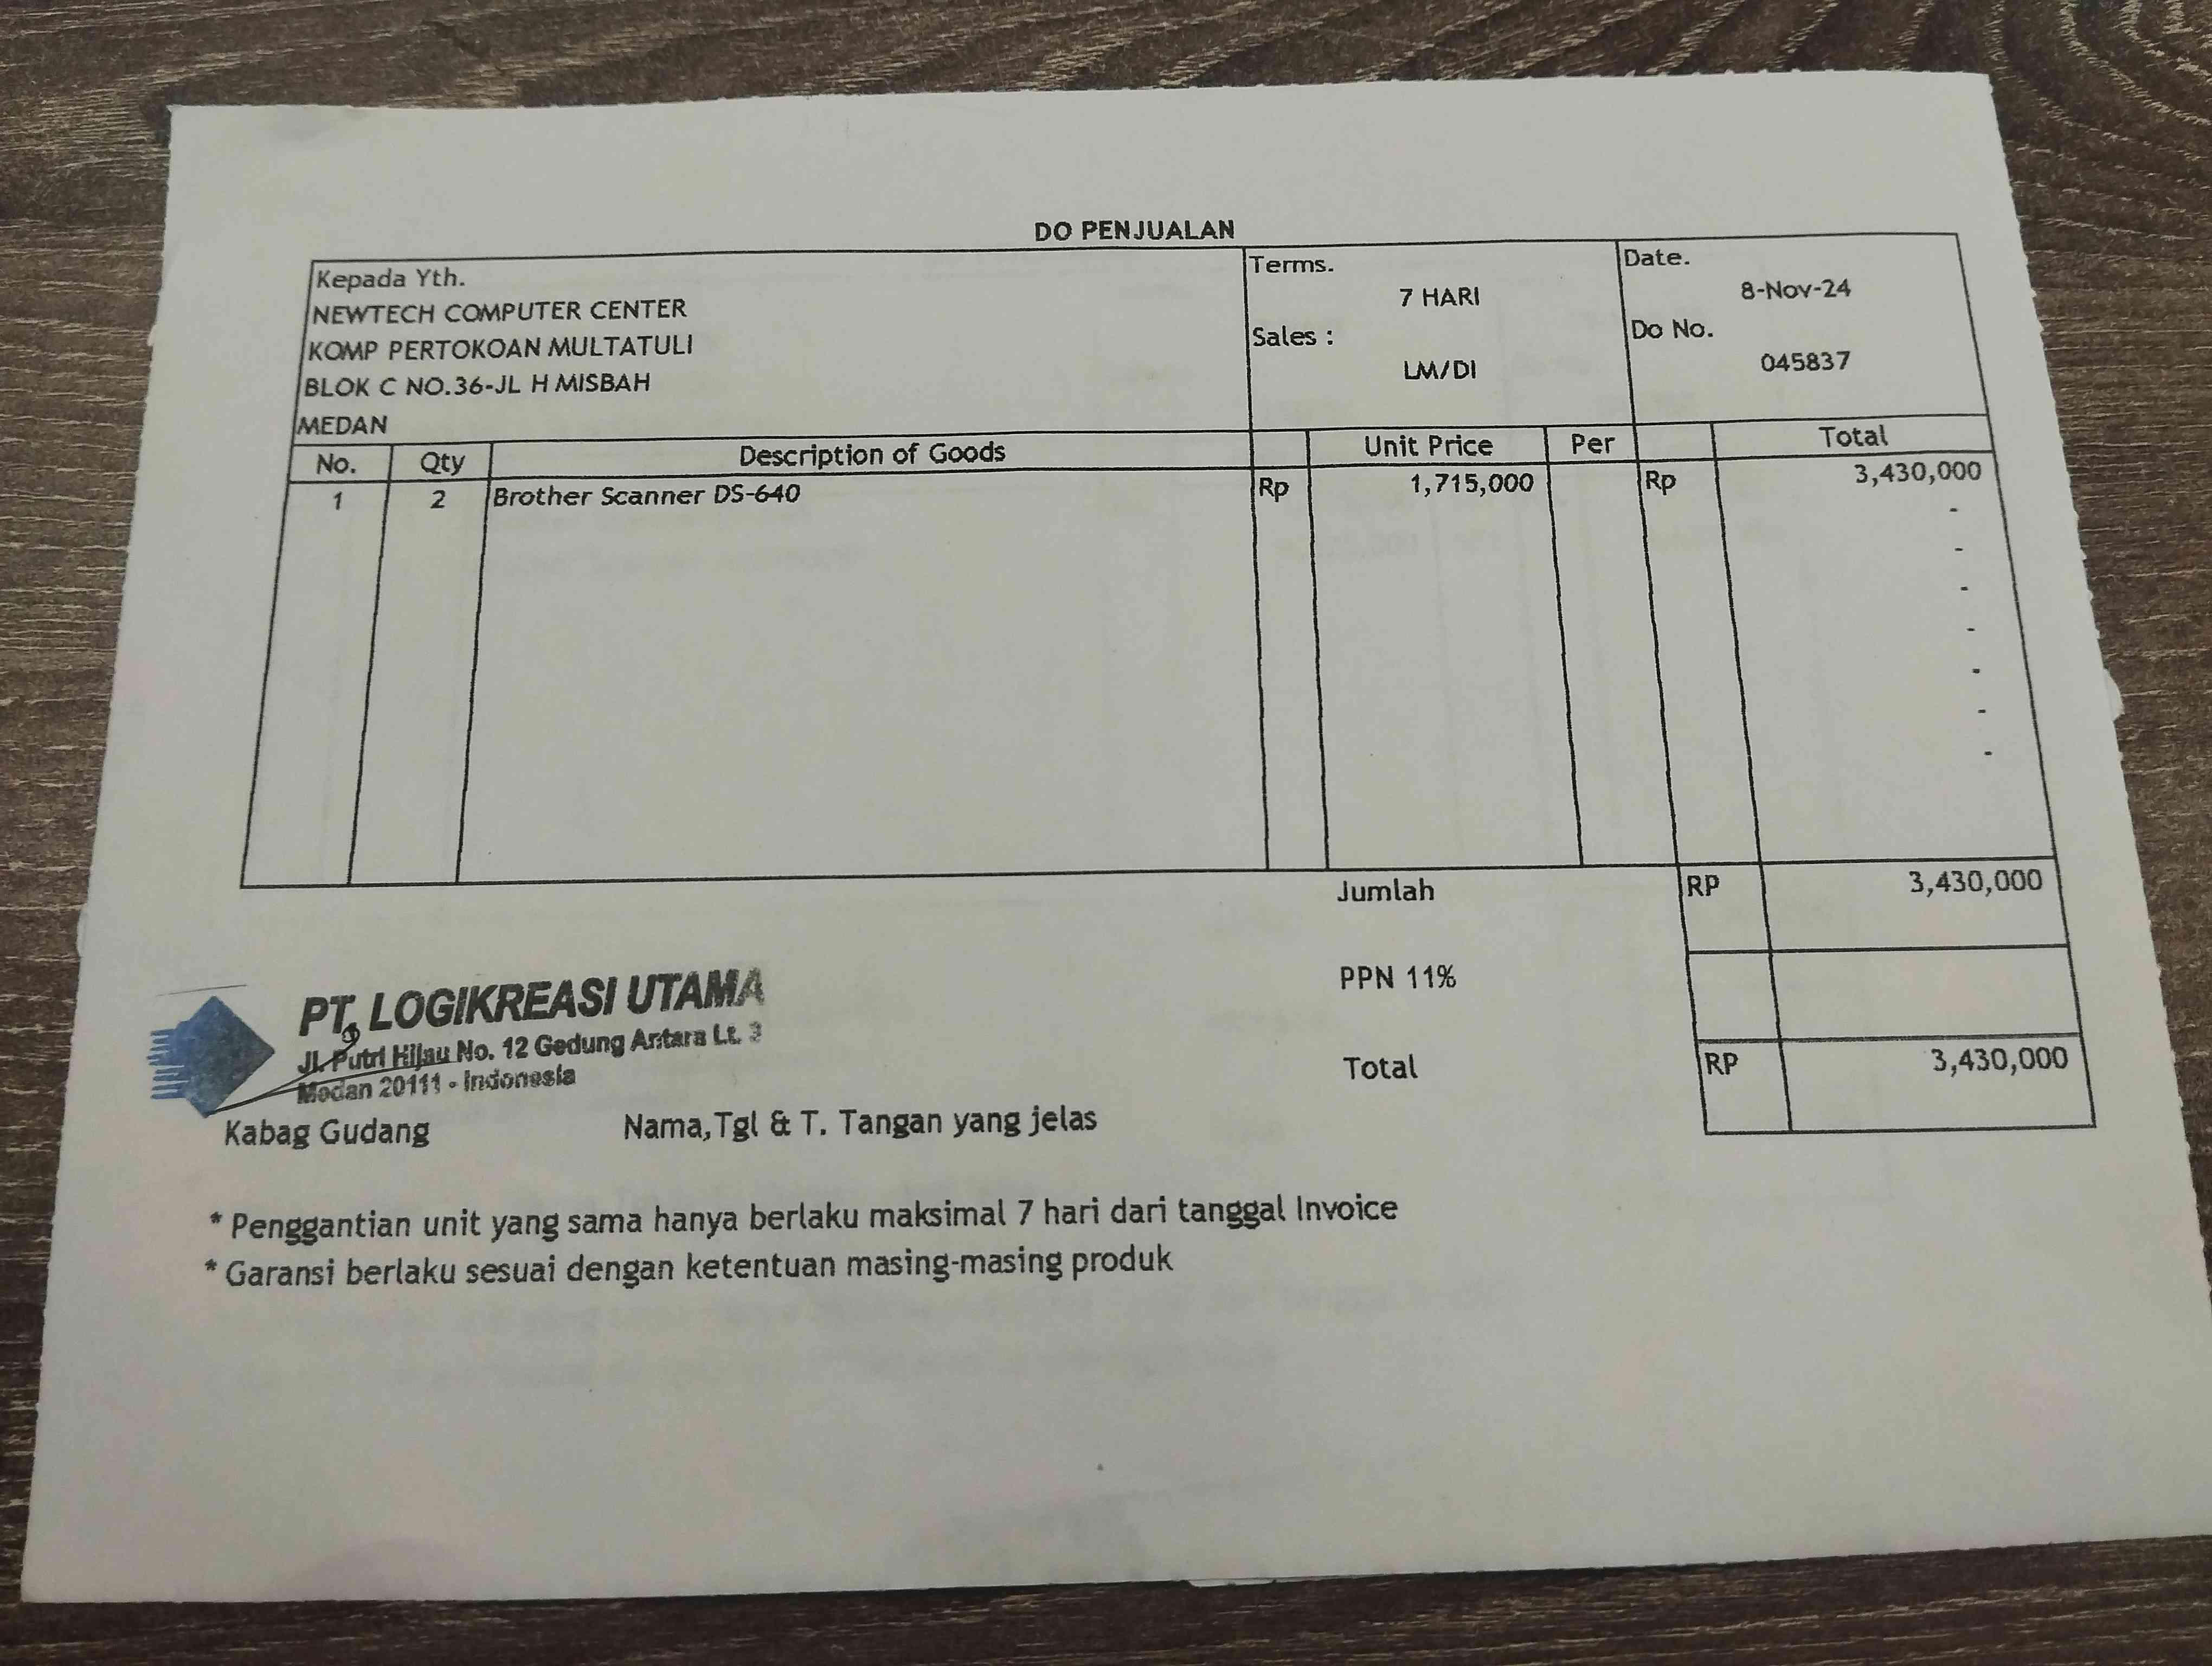 DO PENJUALAN
Kepada Yth.
NEWTECH COMPUTER CENTER
KOMP PERTOKOAN MULTATULI
BLOK C NO.36-JL H MISBAH
MEDAN
Terms.
7 HARI
Sales :
LM/DI
Date.
8-Nov-24
Do No.
045837
No. Qty Description of Goods Unit Price Per Total
1 2 Brother Scanner DS-640 Rp 1,715,000 Rp 3,430,000
-
-
-
-
-
-
-
Jumlah RP 3,430,000
PPN 11%
Total RP 3,430,000
PT. LOGIKREASI UTAMA
Jl. Putri Hijau No. 12 Gedung Antara Lt. 3
Medan 20111 - Indonesia
Kabag Gudang Nama,Tgl & T. Tangan yang jelas
* Penggantian unit yang sama hanya berlaku maksimal 7 hari dari tanggal Invoice
* Garansi berlaku sesuai dengan ketentuan masing-masing produk